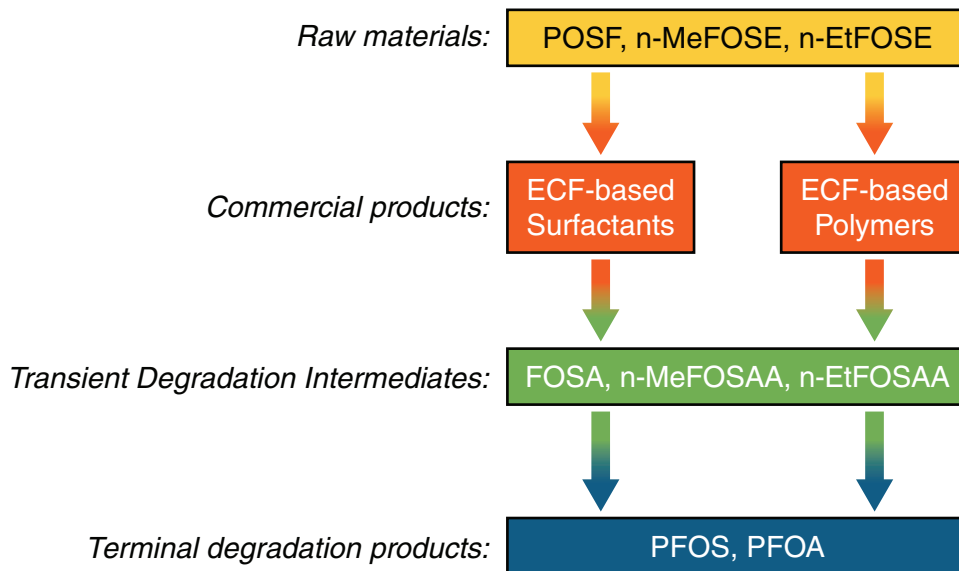 Raw materials:
POSF, n-MeFOSE, n-EtFOSE
Commercial products:
ECF-based
Surfactants
ECF-based
Polymers
Transient Degradation Intermediates:
FOSA, n-MeFOSAA, n-EtFOSAA
Terminal degradation products:
PFOS, PFOA